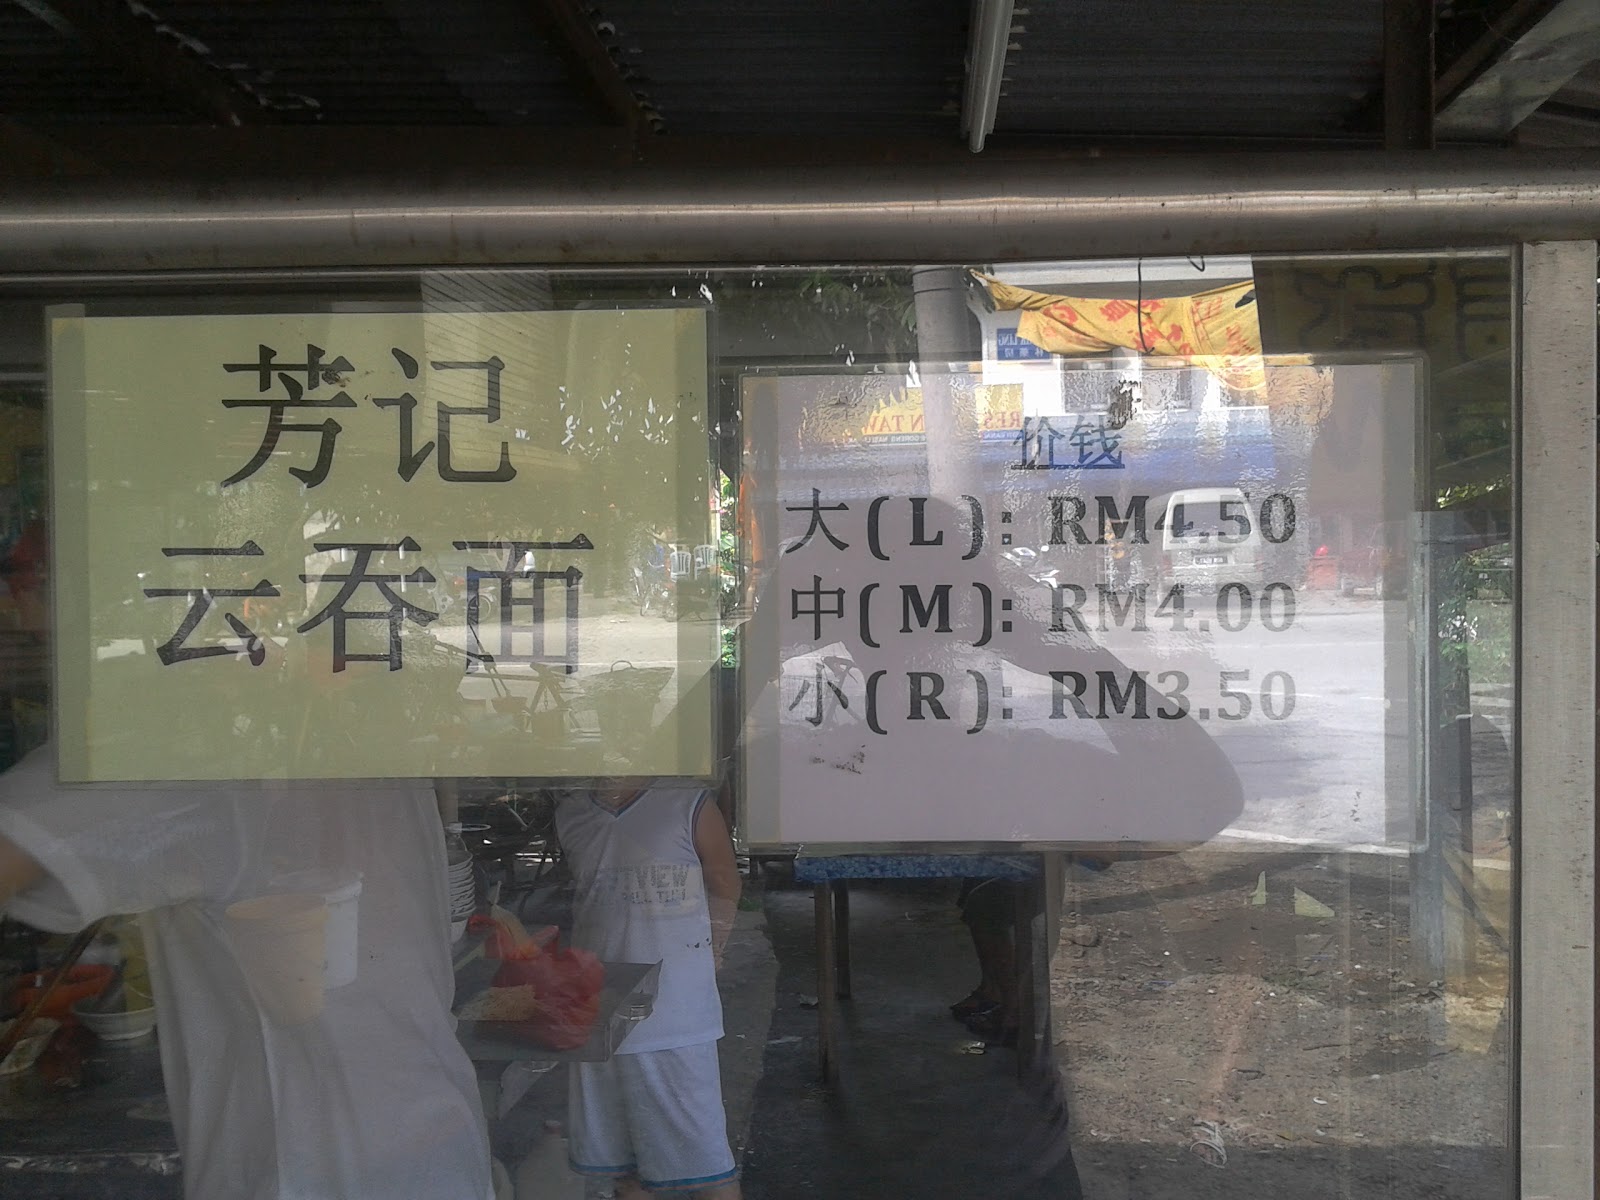 芳记
云吞面
价钱
大 ( L ) : RM4.50
中 ( M ) : RM4.00
小 ( R ) : RM3.50